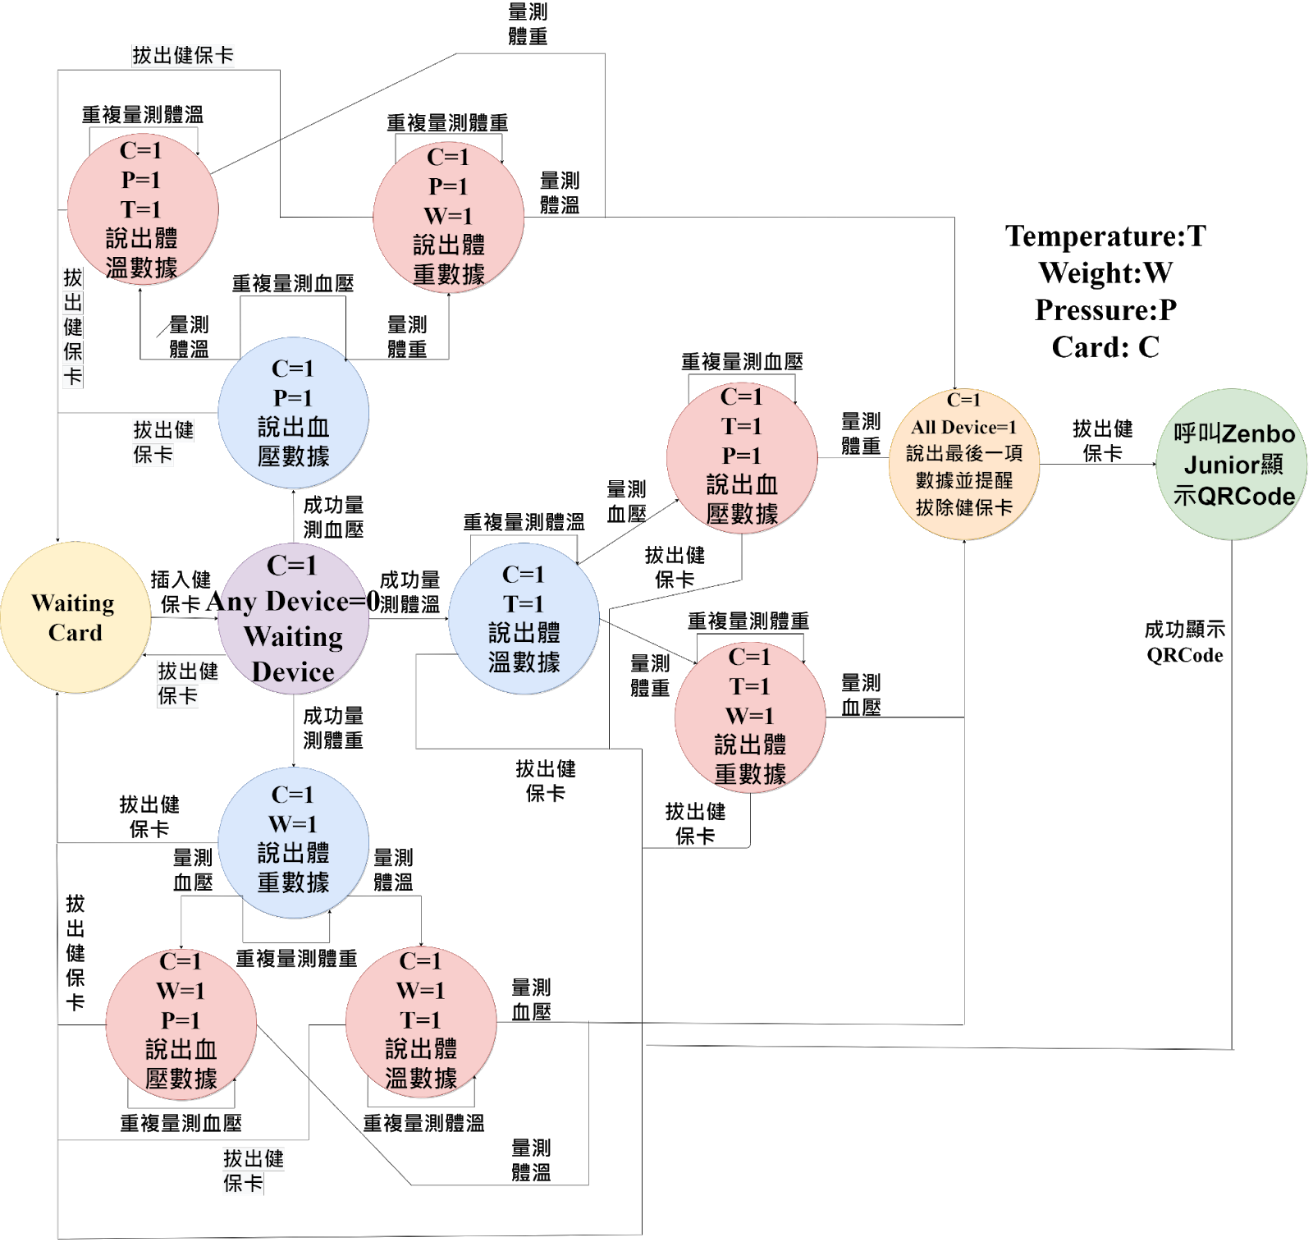 量測
體重
拔出健保卡
重複量測體溫
C=1
P=1
T=1
說出體
溫數據
重複量測體重
C=1
P=1
W=1
說出體
重數據
量測
體溫
Temperature:T
Weight:W
Pressure:P
Card: C
拔
出
健
保
卡
重複量測血壓
量測
體溫
量測
體重
C=1
P=1
說出血
壓數據
拔出健
保卡
成功量
測血壓
重複量測血壓
C=1
T=1
P=1
說出血
壓數據
量測
體重
C=1
All Device=1
說出最後一項
數據並提醒
拔除健保卡
拔出健
保卡
呼叫Zenbo
Junior顯
示QRCode
量測
血壓
重複量測體溫
拔出健
保卡
Waiting
Card
插入健
保卡
C=1
Any Device=0
Waiting
Device
成功量
測體溫
C=1
T=1
說出體
溫數據
拔出健
保卡
重複量測體重
量測
體重
C=1
T=1
W=1
說出體
重數據
量測
血壓
成功顯示
QRCode
成功量
測體重
拔出健
保卡
拔出健
保卡
拔出健
保卡
C=1
W=1
說出體
重數據
量測
血壓
量測
體溫
重複量測體重
拔
出
健
保
卡
C=1
W=1
P=1
說出血
壓數據
重複量測血壓
C=1
W=1
T=1
說出體
溫數據
重複量測體溫
量測
血壓
拔出健
保卡
量測
體溫